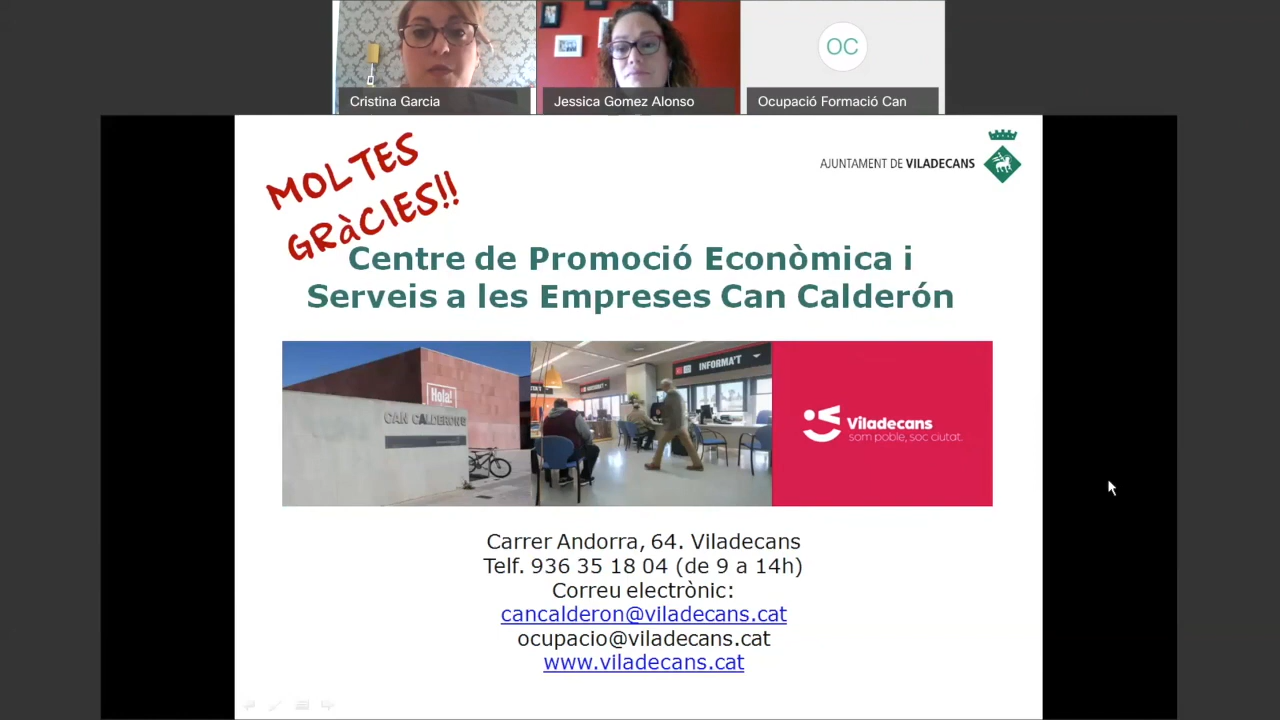 Cristina Garcia
Jessica Gomez Alonso
OC
Ocupació Formació Can
MOLTES
GRàCIES!!
AJUNTAMENT DE VILADECANS
Centre de Promoció Econòmica i
Serveis a les Empreses Can Calderón
Hola!
CAN CALDERON
INFORMA'T
Viladecans
som poble, soc ciutat.
Carrer Andorra, 64. Viladecans
Telf. 936 35 18 04 (de 9 a 14h)
Correu electrònic:
cancalderon@viladecans.cat
ocupacio@viladecans.cat
www.viladecans.cat